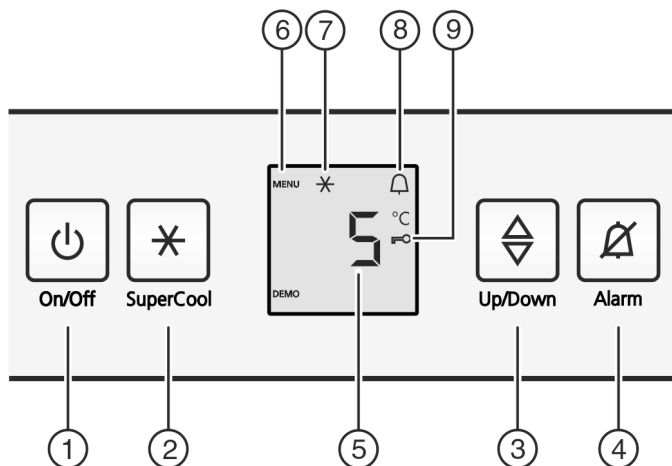 6 7 8 9
MENU
5 °C
DEMO
On/Off SuperCool Up/Down Alarm
1 2 5 3 4